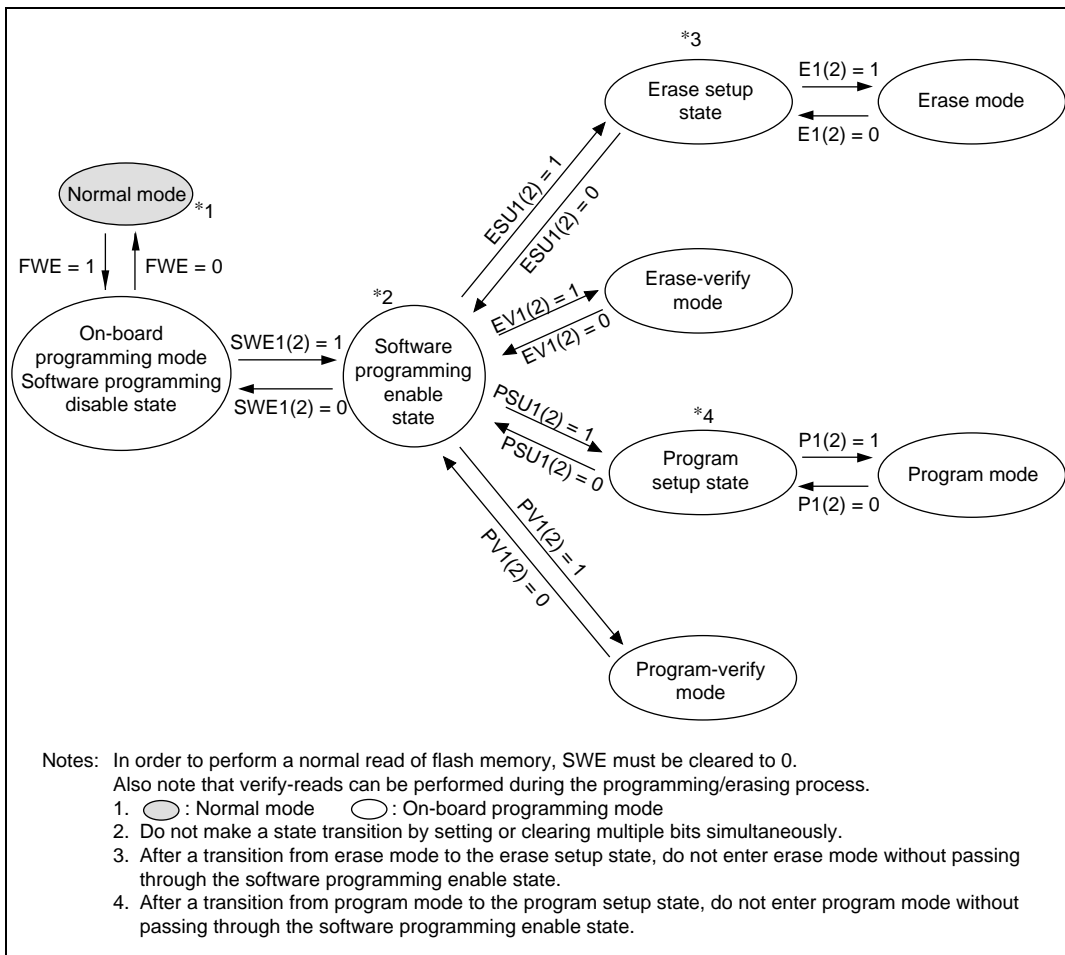 *3
Erase setup
state
E1(2) = 1
E1(2) = 0
Erase mode
Normal mode
*1
ESU1(2) = 1
ESU1(2) = 0
FWE = 1
FWE = 0
Erase-verify
mode
*2
EV1(2) = 1
EV1(2) = 0
On-board
programming mode
Software programming
disable state
SWE1(2) = 1
SWE1(2) = 0
Software
programming
enable
state
PSU1(2) = 1
PSU1(2) = 0
*4
Program
setup state
P1(2) = 1
P1(2) = 0
Program mode
PV1(2) = 1
PV1(2) = 0
Program-verify
mode
Notes: In order to perform a normal read of flash memory, SWE must be cleared to 0.
Also note that verify-reads can be performed during the programming/erasing process.
1. : Normal mode : On-board programming mode
2. Do not make a state transition by setting or clearing multiple bits simultaneously.
3. After a transition from erase mode to the erase setup state, do not enter erase mode without passing
through the software programming enable state.
4. After a transition from program mode to the program setup state, do not enter program mode without
passing through the software programming enable state.